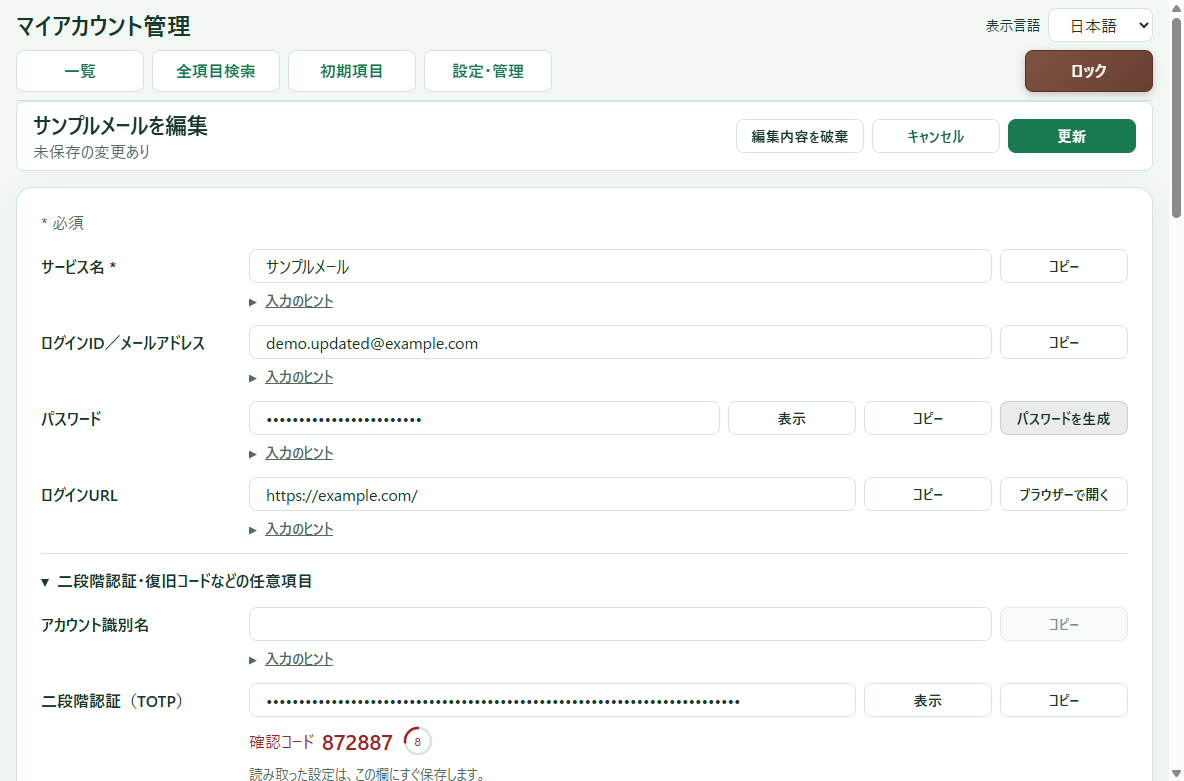 マイアカウント管理
表示言語 日本語
一覧 全項目検索 初期項目 設定・管理 ロック
サンプルメールを編集
未保存の変更あり
編集内容を破棄 キャンセル 更新
* 必須
サービス名 * サンプルメール コピー
▶ 入力のヒント
ログインID／メールアドレス demo.updated@example.com コピー
▶ 入力のヒント
パスワード •••••••••••••••••••••••• 表示 コピー パスワードを生成
▶ 入力のヒント
ログインURL https://example.com/ コピー ブラウザーで開く
▶ 入力のヒント
▼ 二段階認証・復旧コードなどの任意項目
アカウント識別名 コピー
▶ 入力のヒント
二段階認証（TOTP） ••••••••••••••••••••••••••••••••••••••••••••••••••••••••••••••••••••••••• 表示 コピー
確認コード 872887 8
読み取った設定は、この欄にすぐ保存します。